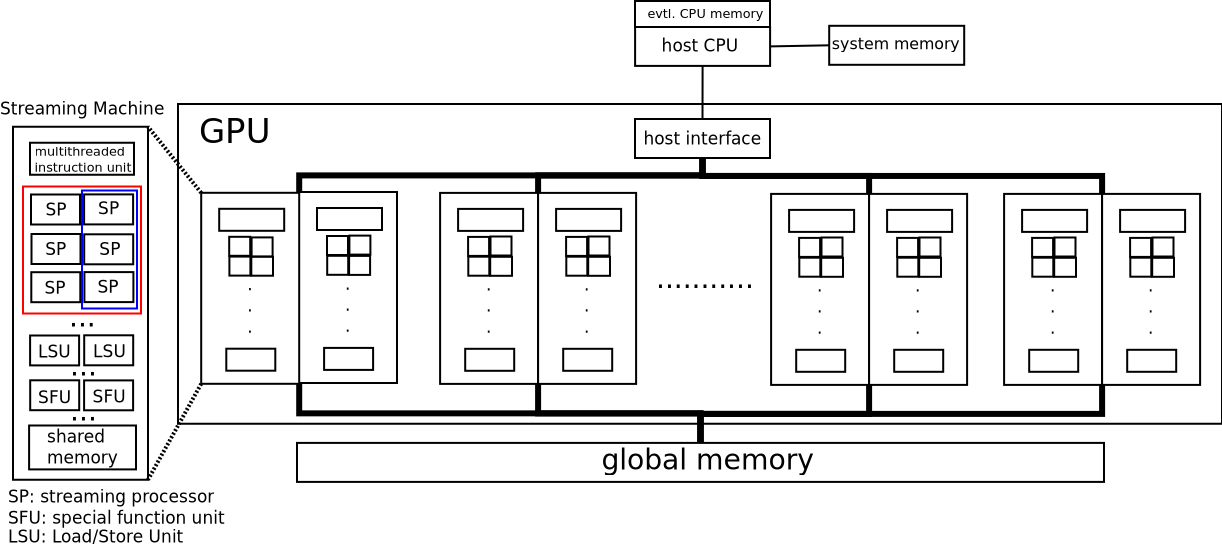 evtl. CPU memory
host CPU
system memory
Streaming Machine
GPU
host interface
multithreaded
instruction unit
SP SP
SP SP
SP SP
...
LSU LSU
...
SFU SFU
...
shared
memory
...........
global memory
SP: streaming processor
SFU: special function unit
LSU: Load/Store Unit